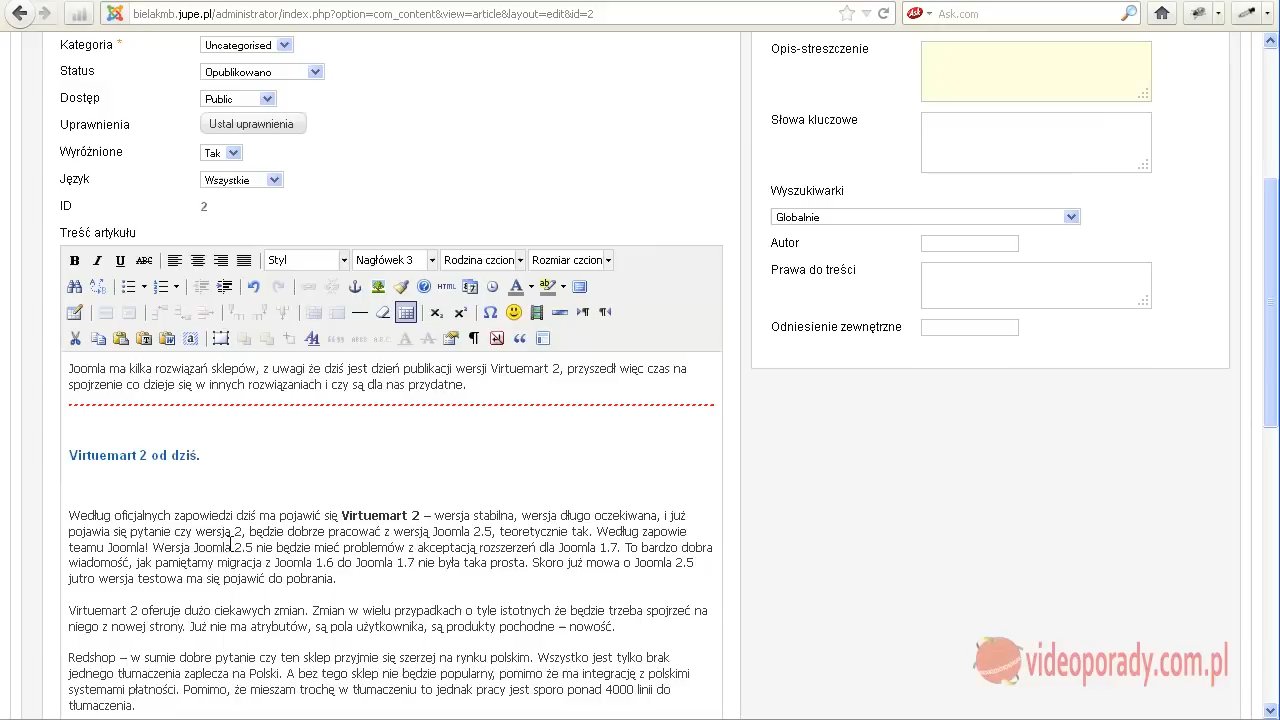 bielakmb.jupe.pl/administrator/index.php?option=com_content&view=article&layout=edit&id=2
Ask.com
Kategoria *
Uncategorised
Status
Opublikowano
Dostęp
Public
Uprawnienia
Ustal uprawnienia
Wyróżnione
Tak
Język
Wszystkie
ID
2
Treść artykułu
B I U ABC
Styl
Nagłówek 3
Rodzina czcion
Rozmiar czcion
HTML
Joomla ma kilka rozwiązań sklepów, z uwagi że dziś jest dzień publikacji wersji Virtuemart 2, przyszedł więc czas na
spojrzenie co dzieje się w innych rozwiązaniach i czy są dla nas przydatne.
Virtuemart 2 od dziś.
Według oficjalnych zapowiedzi dziś ma pojawić się Virtuemart 2 – wersja stabilna, wersja długo oczekiwana, i już
pojawia się pytanie czy wersja 2, będzie dobrze pracować z wersją Joomla 2.5, teoretycznie tak. Według zapowie
teamu Joomla! Wersja Joomla 2.5 nie będzie mieć problemów z akceptacją rozszerzeń dla Joomla 1.7. To bardzo dobra
wiadomość, jak pamiętamy migracja z Joomla 1.6 do Joomla 1.7 nie była taka prosta. Skoro już mowa o Joomla 2.5
jutro wersja testowa ma się pojawić do pobrania.
Virtuemart 2 oferuje dużo ciekawych zmian. Zmian w wielu przypadkach o tyle istotnych że będzie trzeba spojrzeć na
niego z nowej strony. Już nie ma atrybutów, są pola użytkownika, są produkty pochodne – nowość.
Redshop – w sumie dobre pytanie czy ten sklep przyjmie się szerzej na rynku polskim. Wszystko jest tylko brak
jednego tłumaczenia zaplecza na Polski. A bez tego sklep nie będzie popularny, pomimo że ma integrację z polskimi
systemami płatności. Pomimo, że mieszam trochę w tłumaczeniu to jednak pracy jest sporo ponad 4000 linii do
tłumaczenia.
Opis-streszczenie
Słowa kluczowe
Wyszukiwarki
Globalnie
Autor
Prawa do treści
Odniesienie zewnętrzne
videoporady.com.pl